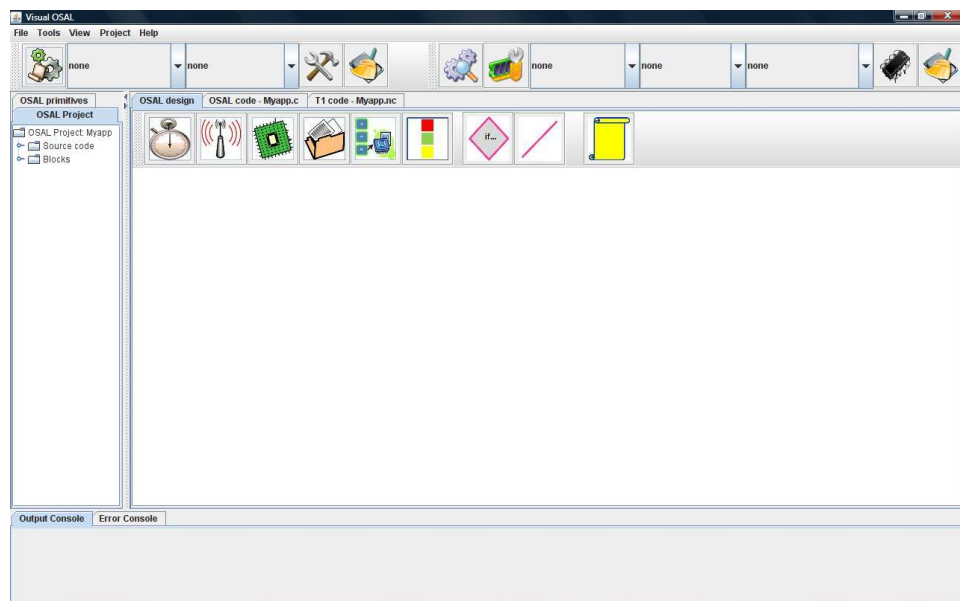 Visual OSAL
File Tools View Project Help
none none none none none
OSAL primitives
OSAL Project
OSAL Project: Myapp
Source code
Blocks
OSAL design OSAL code - Myapp.c T1 code - Myapp.nc
if...
Output Console Error Console